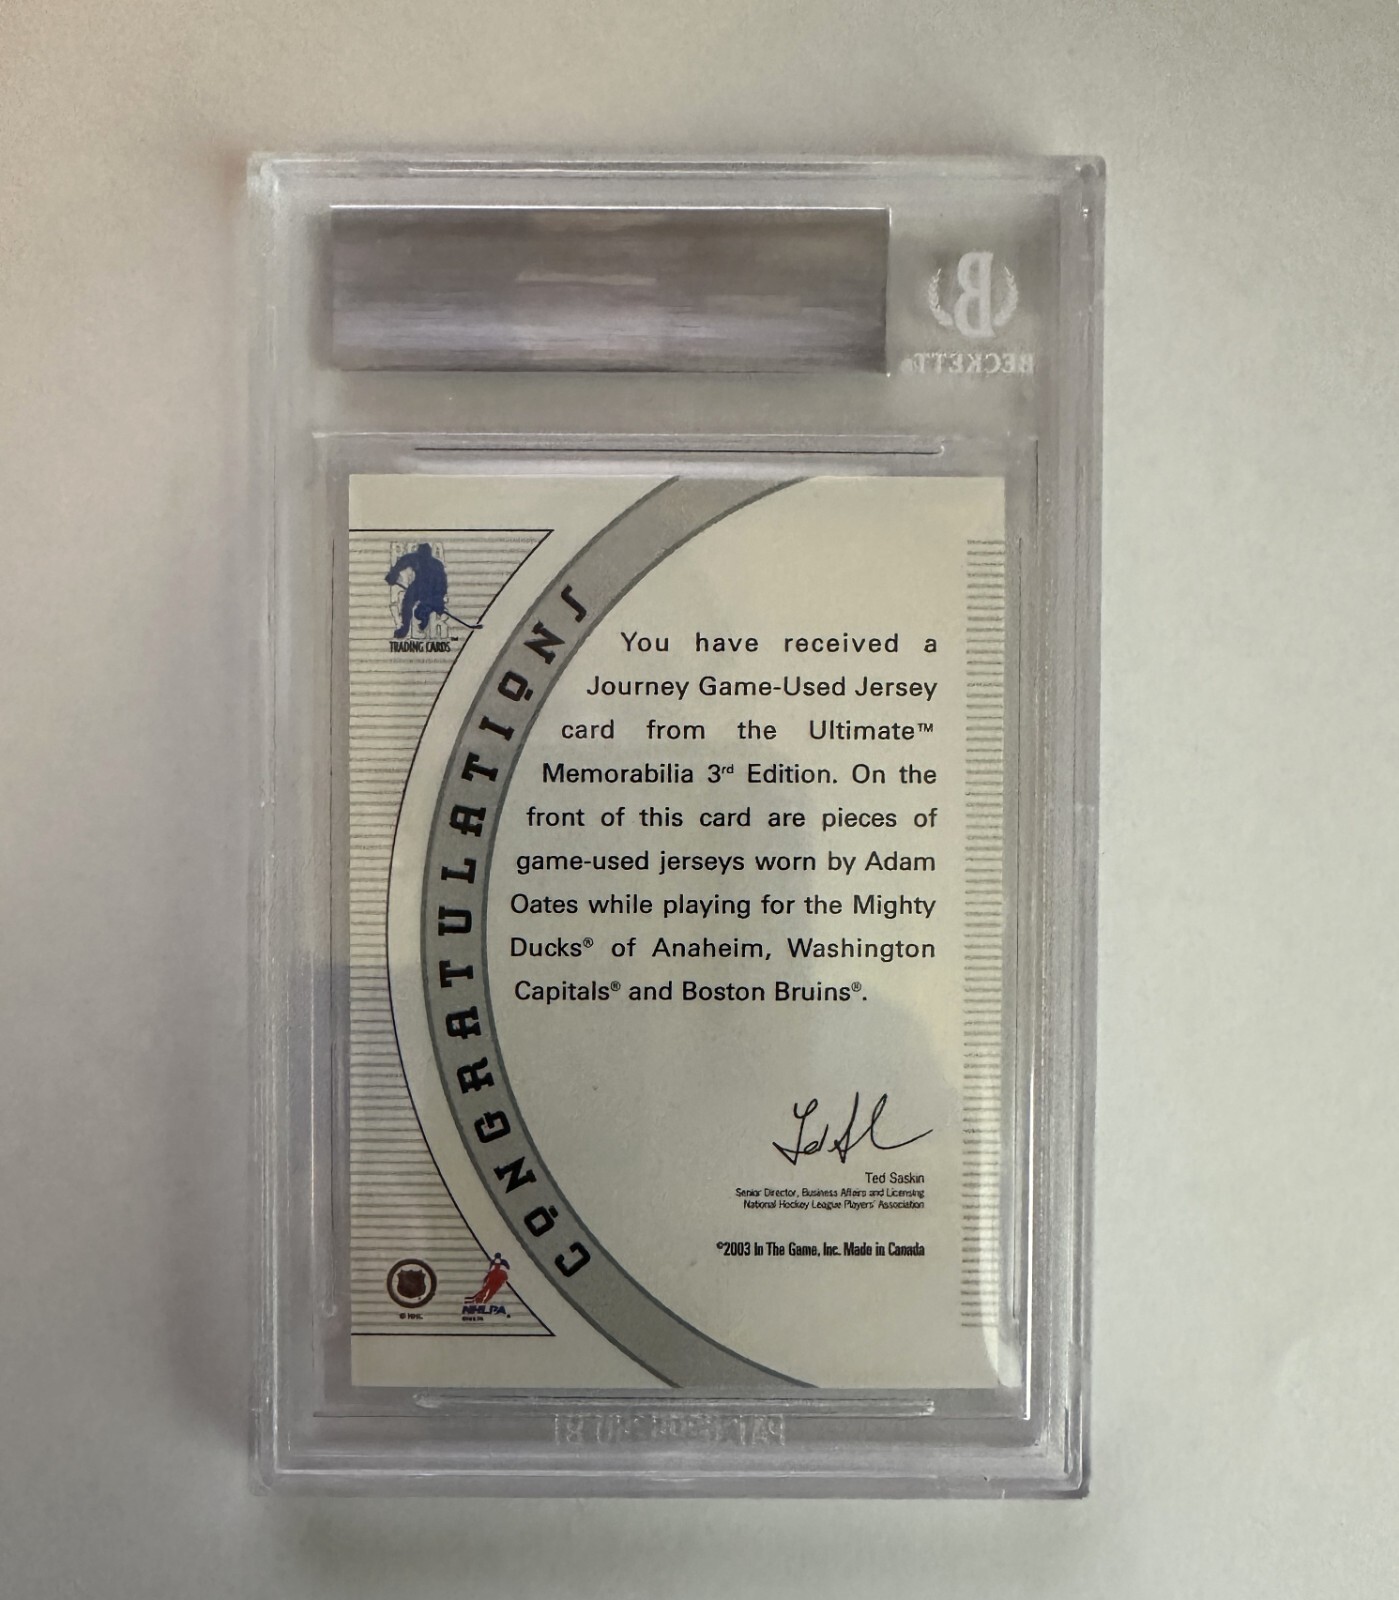 BECKETT
TRADING CARDS™
CONGRATULATIONS
You have received a
Journey Game-Used Jersey
card from the Ultimate™
Memorabilia 3rd Edition. On the
front of this card are pieces of
game-used jerseys worn by Adam
Oates while playing for the Mighty
Ducks® of Anaheim, Washington
Capitals® and Boston Bruins®.
Ted Saskin
Senior Director, Business Affairs and Licensing
National Hockey League Players' Association
©2003 In The Game, Inc. Made in Canada
© NHL
NHLPA